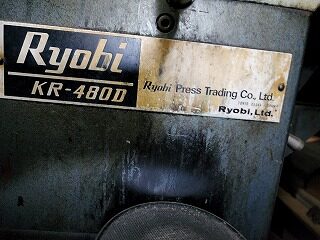 Ryobi
KR-480D
Ryobi Press Trading Co., Ltd.
Ryobi, Ltd.